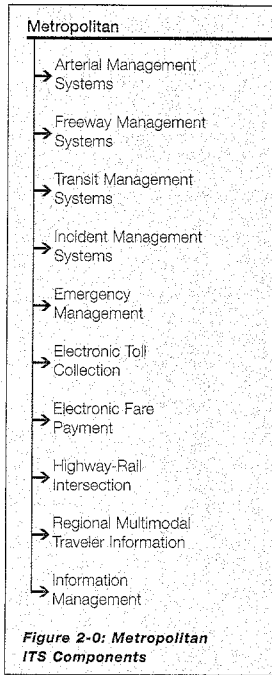 Metropolitan
Arterial Management
Systems
Freeway Management
Systems
Transit Management
Systems
Incident Management
Systems
Emergency
Management
Electronic Toll
Collection
Electronic Fare
Payment
Highway-Rail
Intersection
Regional Multimodal
Traveler Information
Information
Management
Figure 2-0: Metropolitan
ITS Components